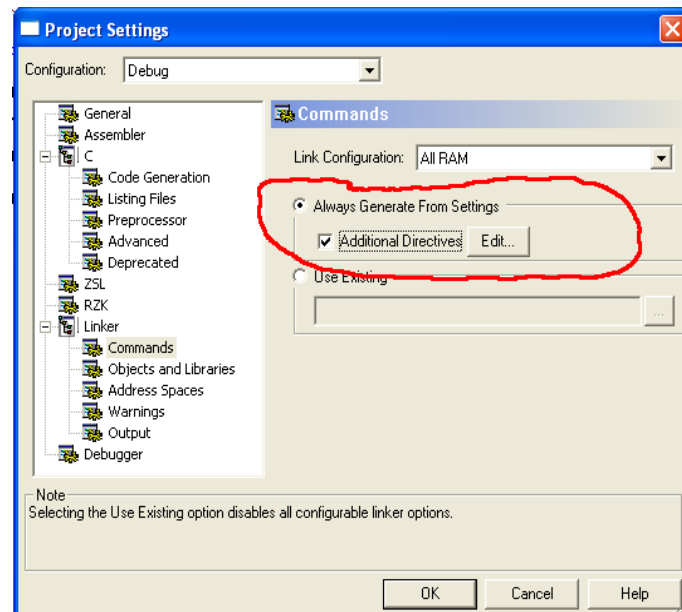 Project Settings
Configuration: Debug
General
Assembler
C
Code Generation
Listing Files
Preprocessor
Advanced
Deprecated
ZSL
RZK
Linker
Commands
Objects and Libraries
Address Spaces
Warnings
Output
Debugger
Commands
Link Configuration: All RAM
Always Generate From Settings
Additional Directives Edit...
Use Existing
...
Note
Selecting the Use Existing option disables all configurable linker options.
OK Cancel Help